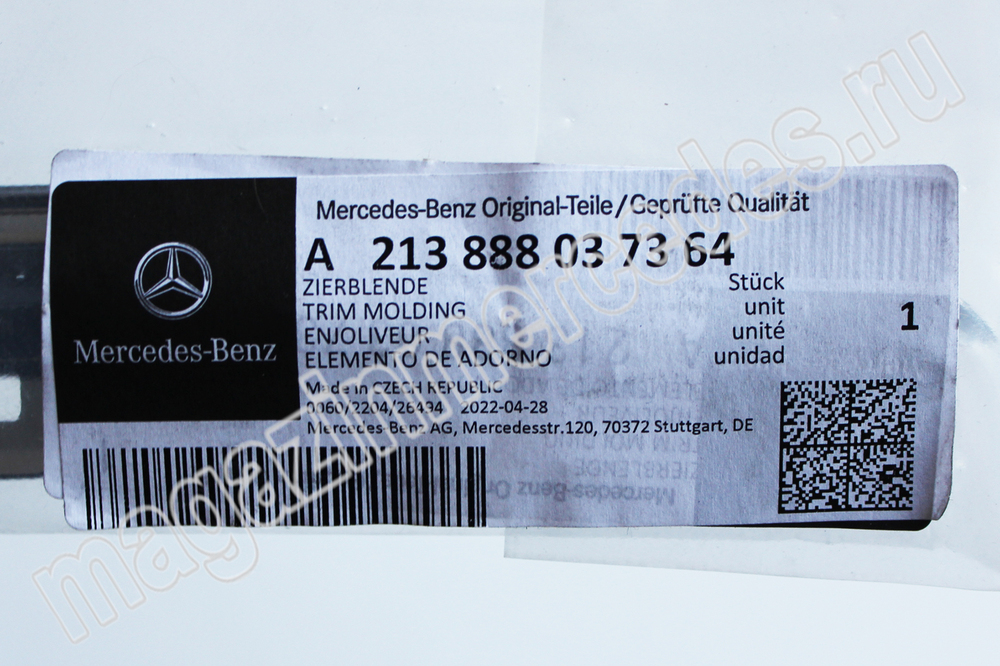 Mercedes-Benz Original-Teile/Geprüfte Qualität
A 213 888 03 73 64
ZIERBLENDE
TRIM MOLDING
ENJOLIVEUR
ELEMENTO DE ADORNO
Stück
unit
unité
unidad
1
Made in CZECH REPUBLIC
0060/2204/26494 2022-04-28
Mercedes-Benz AG, Mercedesstr.120, 70372 Stuttgart, DE
Mercedes-Benz
magazinmercedes.ru